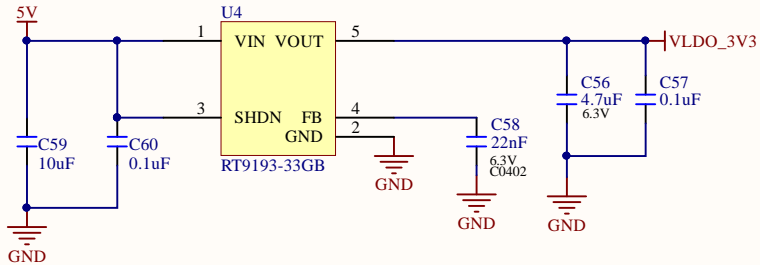 5V
U4
1
VIN VOUT
5
VLDO_3V3
3
SHDN FB
4
GND
2
C59
10uF
C60
0.1uF
RT9193-33GB
GND
C58
22nF
6.3V
C0402
GND
C56
4.7uF
6.3V
C57
0.1uF
GND
GND